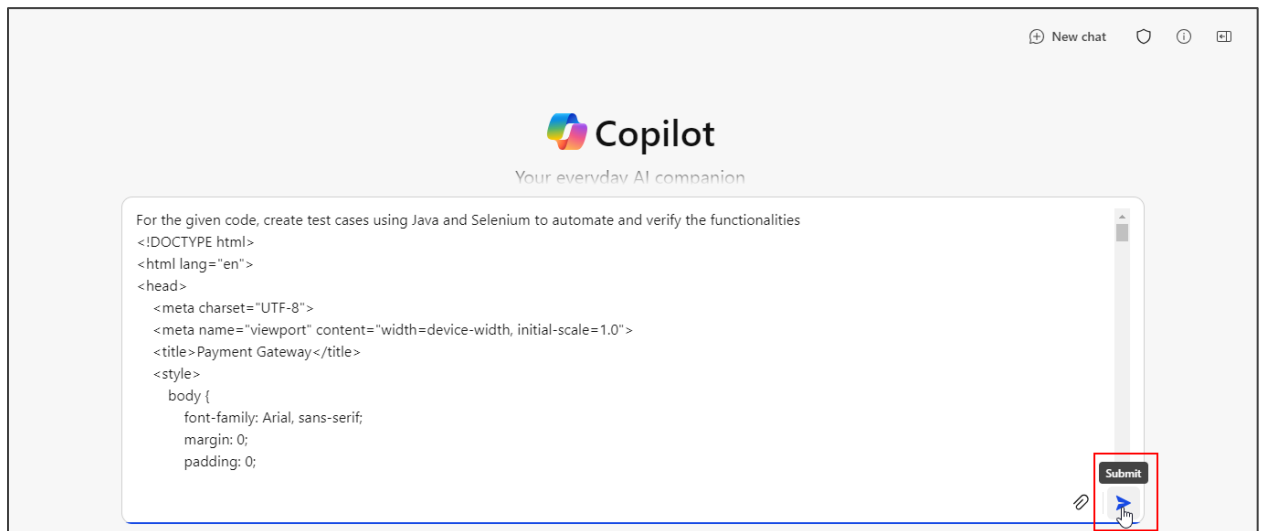 New chat
Copilot
Your everyday AI companion
For the given code, create test cases using Java and Selenium to automate and verify the functionalities
<!DOCTYPE html>
<html lang="en">
<head>
<meta charset="UTF-8">
<meta name="viewport" content="width=device-width, initial-scale=1.0">
<title>Payment Gateway</title>
<style>
body {
font-family: Arial, sans-serif;
margin: 0;
padding: 0;
Submit